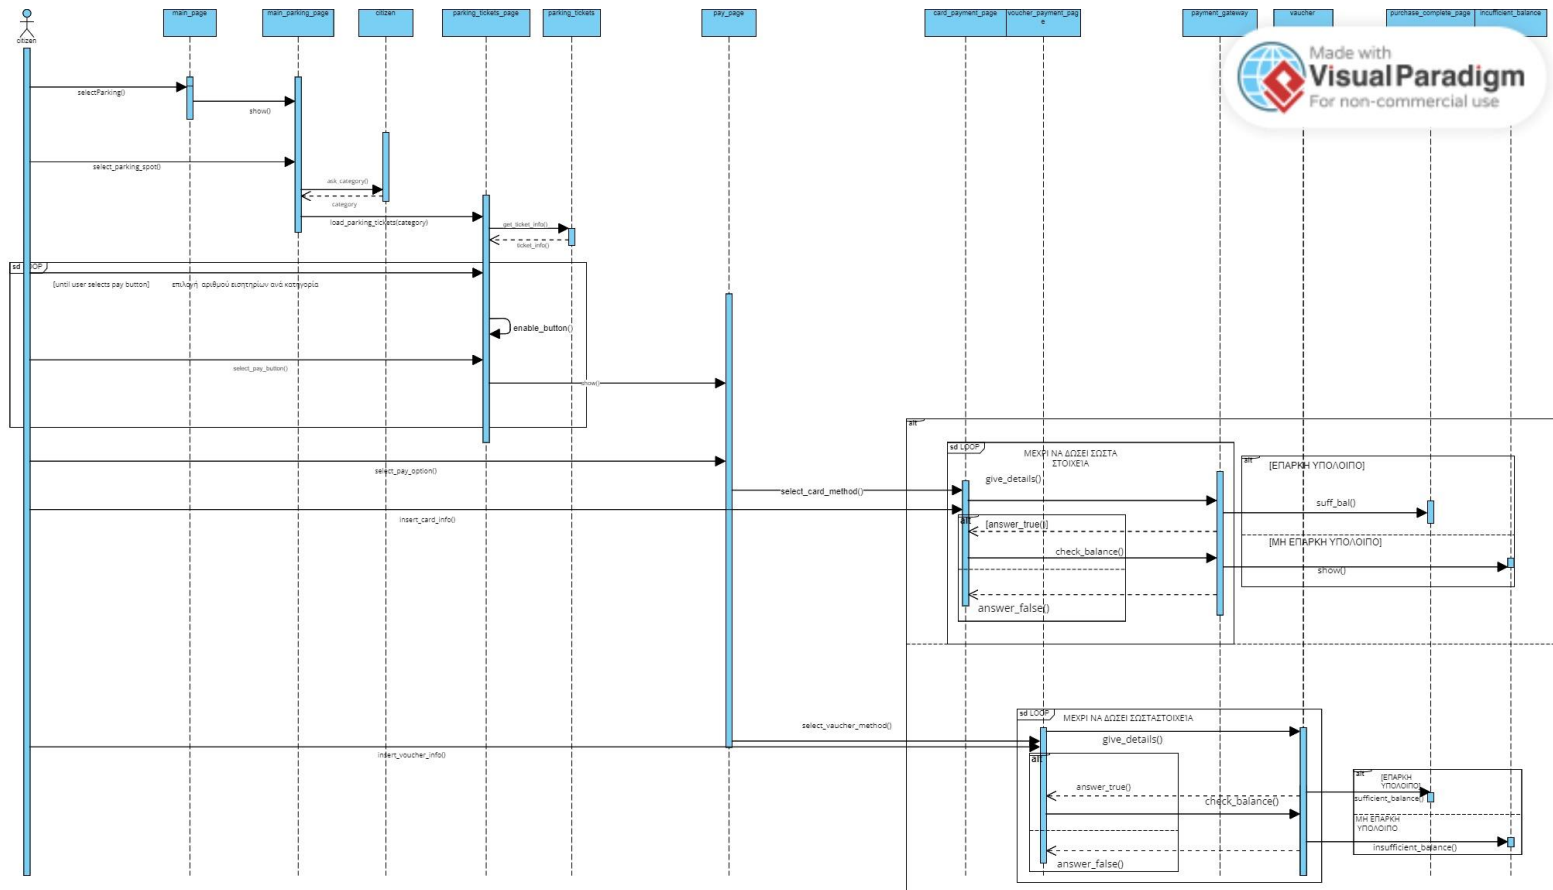 main_page
main_parking_page
citizen
parking_tickets_page
parking_tickets
pay_page
card_payment_page
voucher_payment_pag
e
payment_gateway
vaucher
purchase_complete_page
insufficient_balance
citizen
Made with
Visual Paradigm
For non-commercial use
selectParking()
show()
select_parking_spot()
ask_category()
category
load_parking_tickets(category)
get_ticket_info()
ticket_info()
sd LOOP
[until user selects pay button]
επιλογή αριθμού εισητηρίων ανά κατηγορία
enable_button()
select_pay_button()
show()
alt
sd LOOP
ΜΕΧΡΙ ΝΑ ΔΩΣΕΙ ΣΩΣΤΑ
ΣΤΟΙΧΕΊΑ
alt
[ΕΠΑΡΚΗ ΥΠΟΛΟΙΠΟ]
select_pay_option()
give_details()
select_card_method()
suff_bal()
insert_card_info()
alt
[answer_true()]
[ΜΗ ΕΠΑΡΚΗ ΥΠΟΛΟΙΠΟ]
check_balance()
show()
answer_false()
sd LOOP
ΜΕΧΡΙ ΝΑ ΔΩΣΕΙ ΣΩΣΤΑΣΤΟΙΧΕΊΑ
select_vaucher_method()
give_details()
insert_voucher_info()
alt
alt
[ΕΠΑΡΚΗ
ΥΠΟΛΟΙΠΟ]
answer_true()
check_balance()
sufficient_balance()
ΜΗ ΕΠΑΡΚΗ
ΥΠΟΛΟΙΠΟ
insufficient_balance()
answer_false()